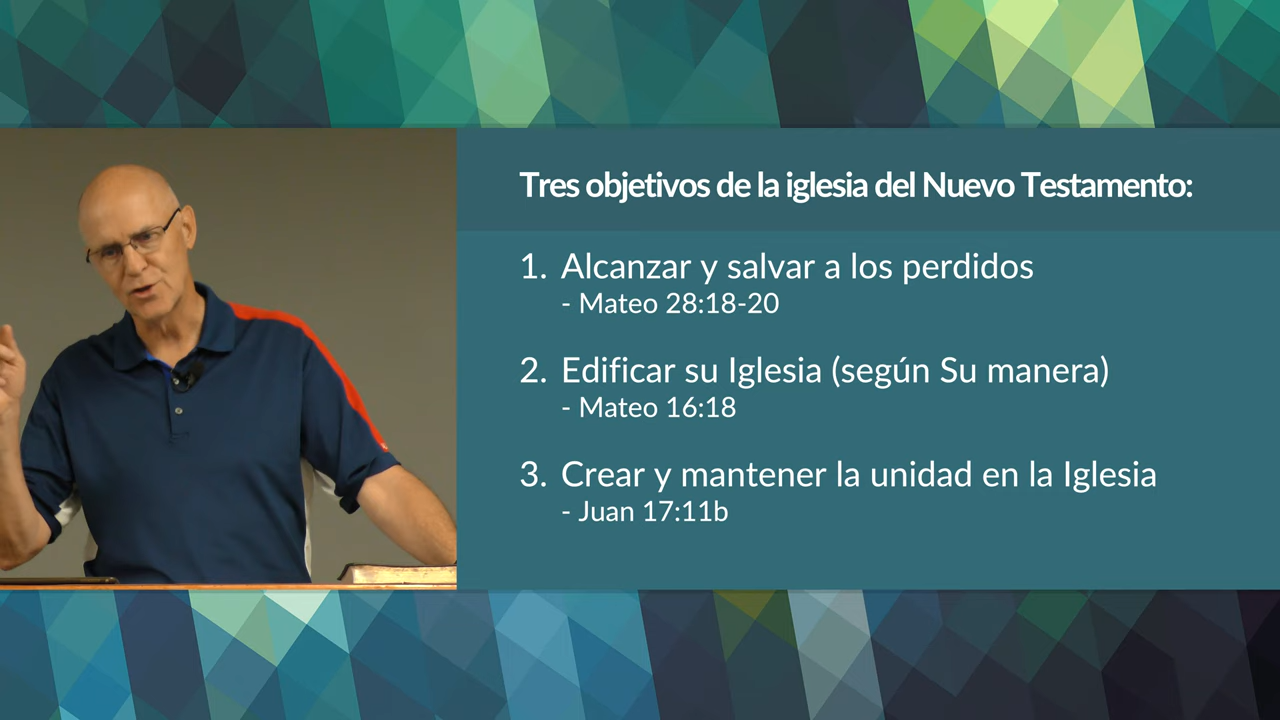 Tres objetivos de la iglesia del Nuevo Testamento:
1. Alcanzar y salvar a los perdidos
- Mateo 28:18-20
2. Edificar su Iglesia (según Su manera)
- Mateo 16:18
3. Crear y mantener la unidad en la Iglesia
- Juan 17:11b